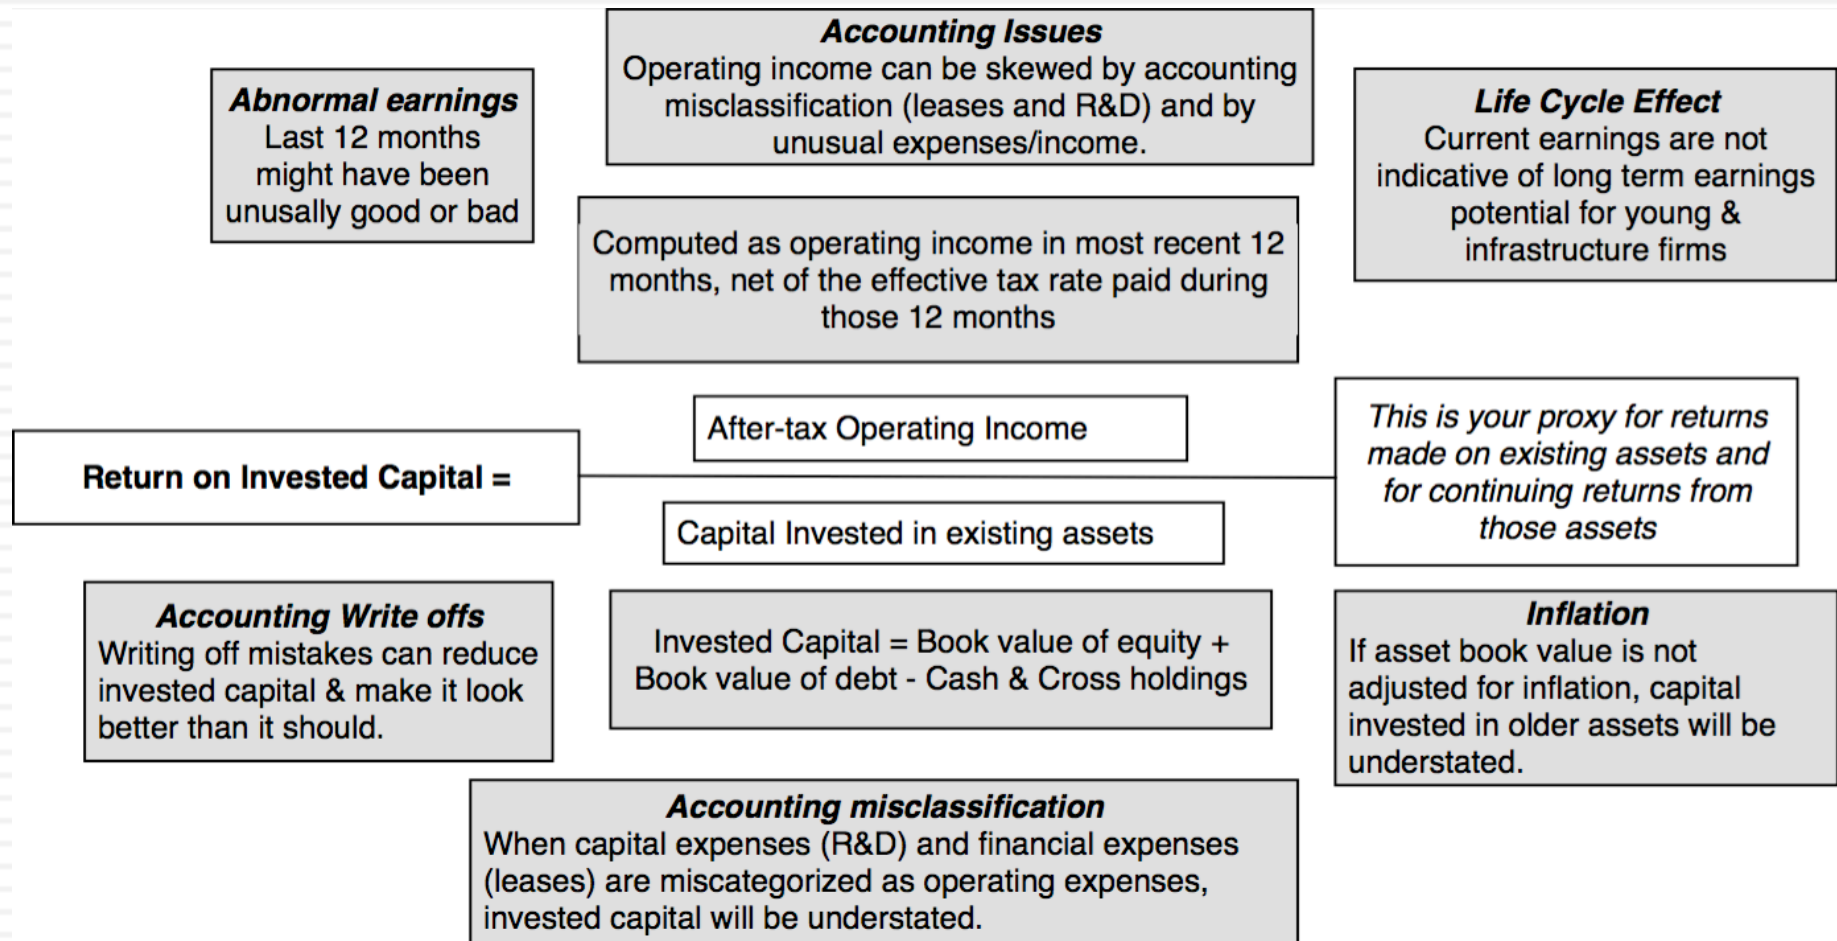 Accounting Issues
Operating income can be skewed by accounting
misclassification (leases and R&D) and by
unusual expenses/income.
Abnormal earnings
Last 12 months
might have been
unusally good or bad
Life Cycle Effect
Current earnings are not
indicative of long term earnings
potential for young &
infrastructure firms
Computed as operating income in most recent 12
months, net of the effective tax rate paid during
those 12 months
After-tax Operating Income
Return on Invested Capital =
Capital Invested in existing assets
This is your proxy for returns
made on existing assets and
for continuing returns from
those assets
Accounting Write offs
Writing off mistakes can reduce
invested capital & make it look
better than it should.
Invested Capital = Book value of equity +
Book value of debt - Cash & Cross holdings
Inflation
If asset book value is not
adjusted for inflation, capital
invested in older assets will be
understated.
Accounting misclassification
When capital expenses (R&D) and financial expenses
(leases) are miscategorized as operating expenses,
invested capital will be understated.